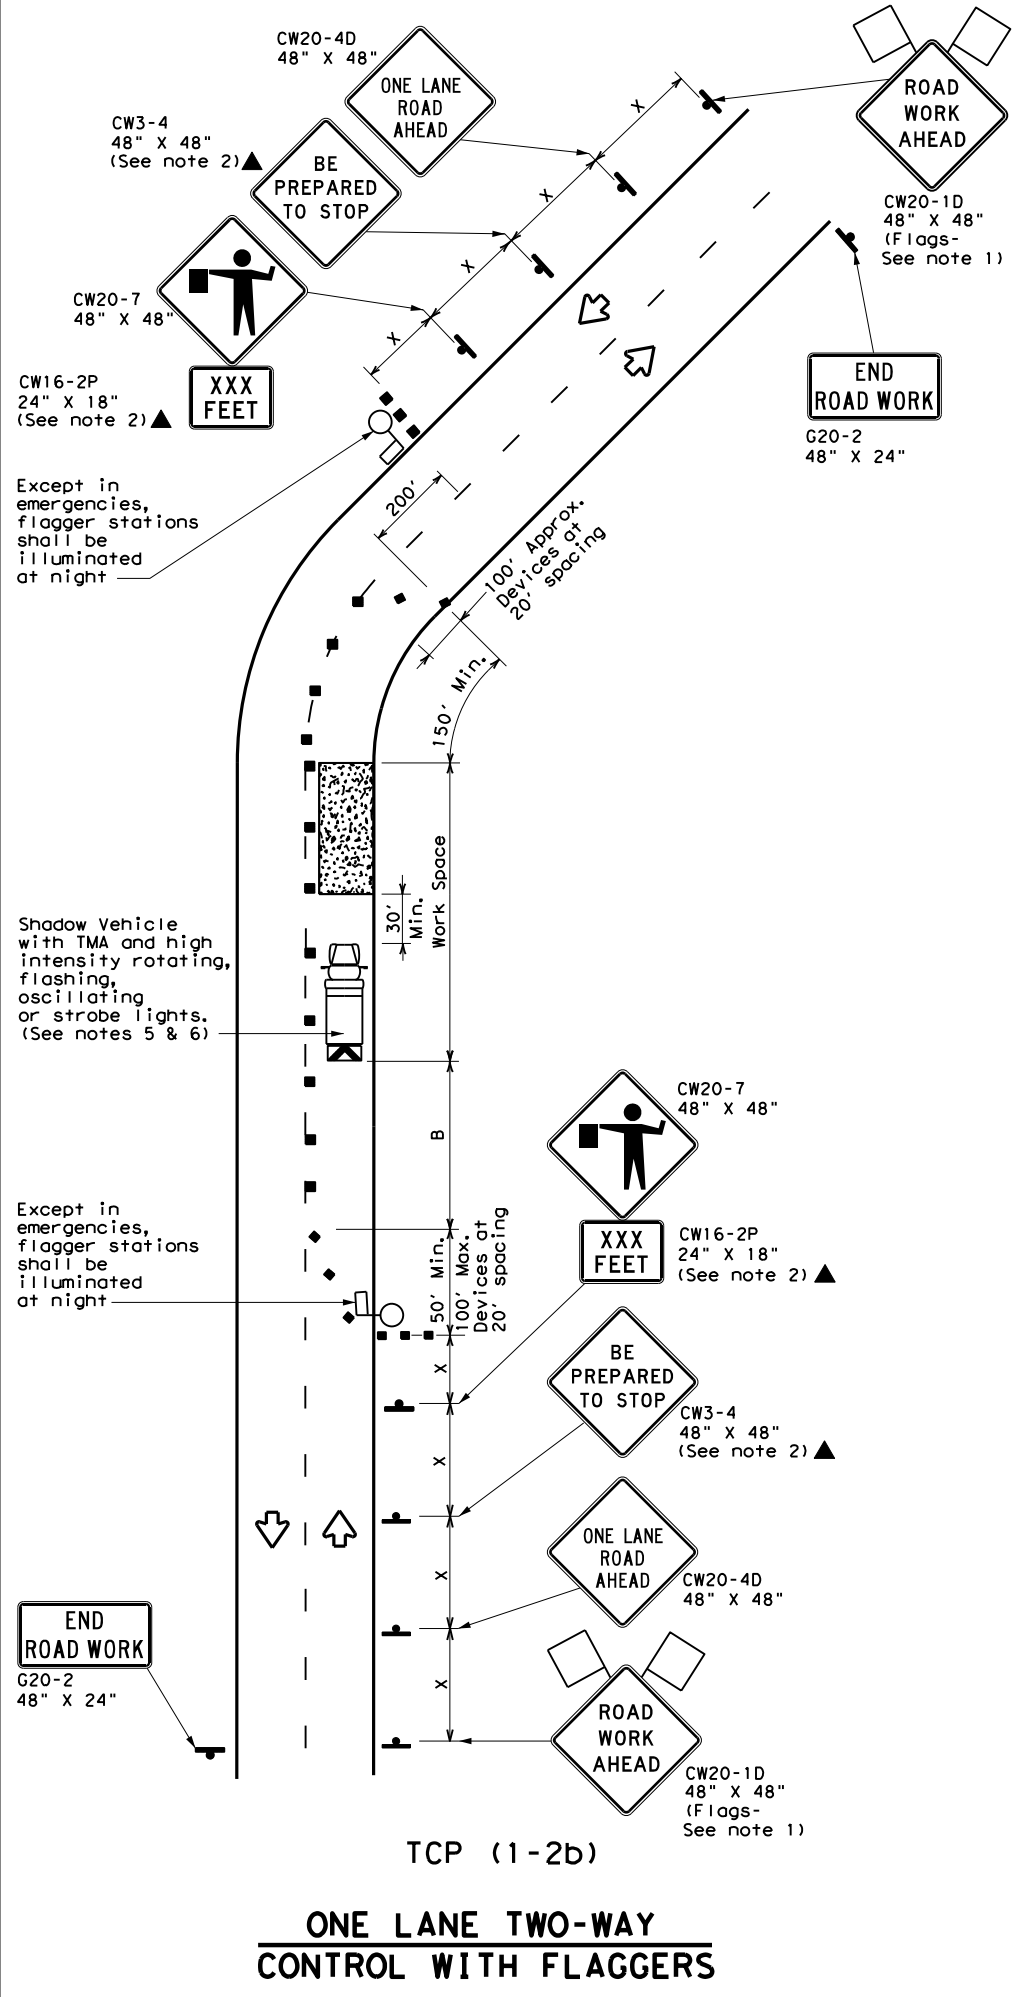 CW20-4D
48" X 48"
ONE LANE
ROAD
AHEAD
ROAD
WORK
AHEAD
CW20-1D
48" X 48"
(Flags-
See note 1)
CW3-4
48" X 48"
(See note 2)▲
BE
PREPARED
TO STOP
CW20-7
48" X 48"
CW16-2P
24" X 18"
(See note 2)▲
XXX
FEET
X
X
X
X
END
ROAD WORK
G20-2
48" X 24"
Except in
emergencies,
flagger stations
shall be
illuminated
at night
200'
100' Approx.
Devices at
20' spacing
150' Min.
Work Space
30'
Min.
Shadow Vehicle
with TMA and high
intensity rotating,
flashing,
oscillating
or strobe lights.
(See notes 5 & 6)
B
CW20-7
48" X 48"
XXX
FEET
CW16-2P
24" X 18"
(See note 2)▲
Except in
emergencies,
flagger stations
shall be
illuminated
at night
50' Min.
100' Max.
Devices at
20' spacing
X
X
X
X
BE
PREPARED
TO STOP
CW3-4
48" X 48"
(See note 2)▲
ONE LANE
ROAD
AHEAD
CW20-4D
48" X 48"
END
ROAD WORK
G20-2
48" X 24"
ROAD
WORK
AHEAD
CW20-1D
48" X 48"
(Flags-
See note 1)
TCP (1-2b)
ONE LANE TWO-WAY
CONTROL WITH FLAGGERS